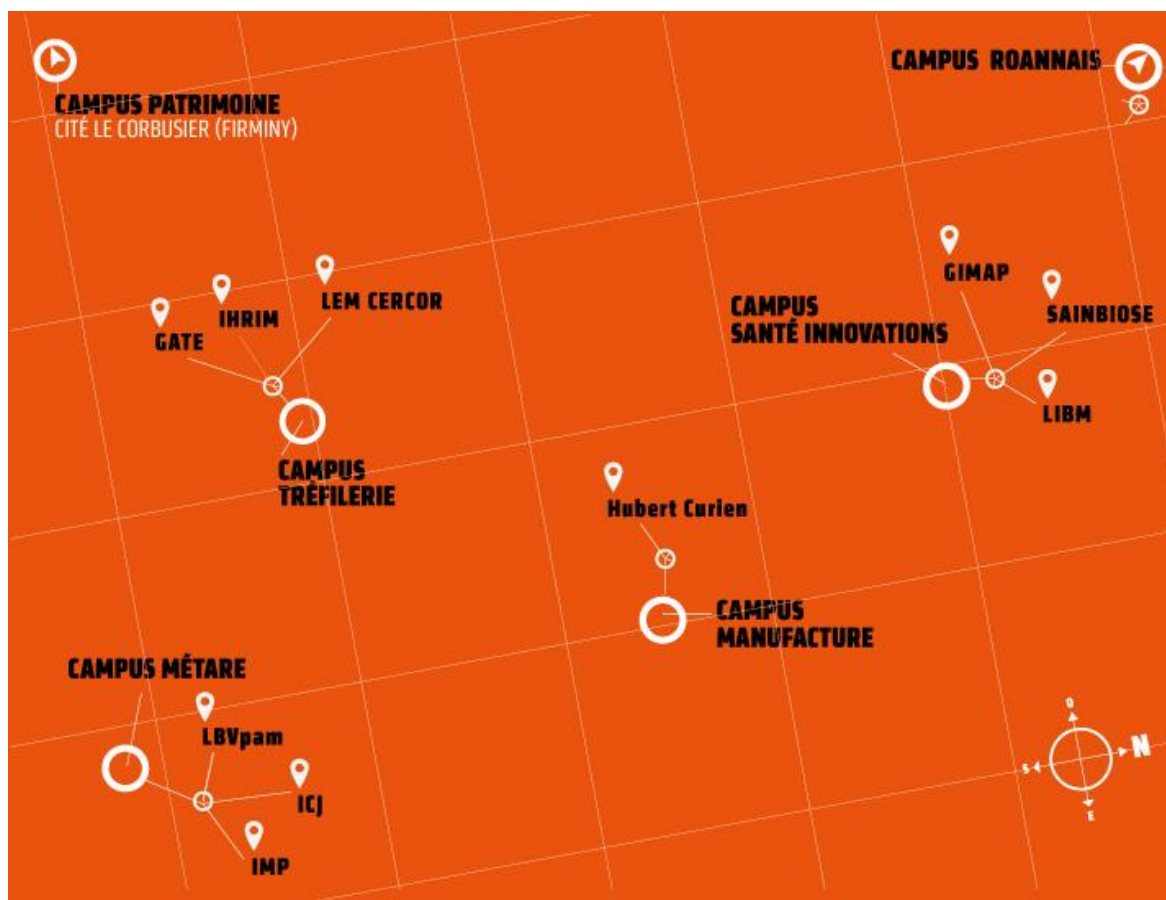 CAMPUS PATRIMOINE
CITÉ LE CORBUSIER (FIRMINY)
CAMPUS ROANNAIS
GIMAP
SAINBIOSE
LEM CERCOR
IHRIM
GATE
CAMPUS
SANTÉ INNOVATIONS
LIBM
CAMPUS
TRÉFILERIE
Hubert Curien
CAMPUS
MANUFACTURE
CAMPUS MÉTARE
LBVpam
ICJ
IMP
O
N
S
E